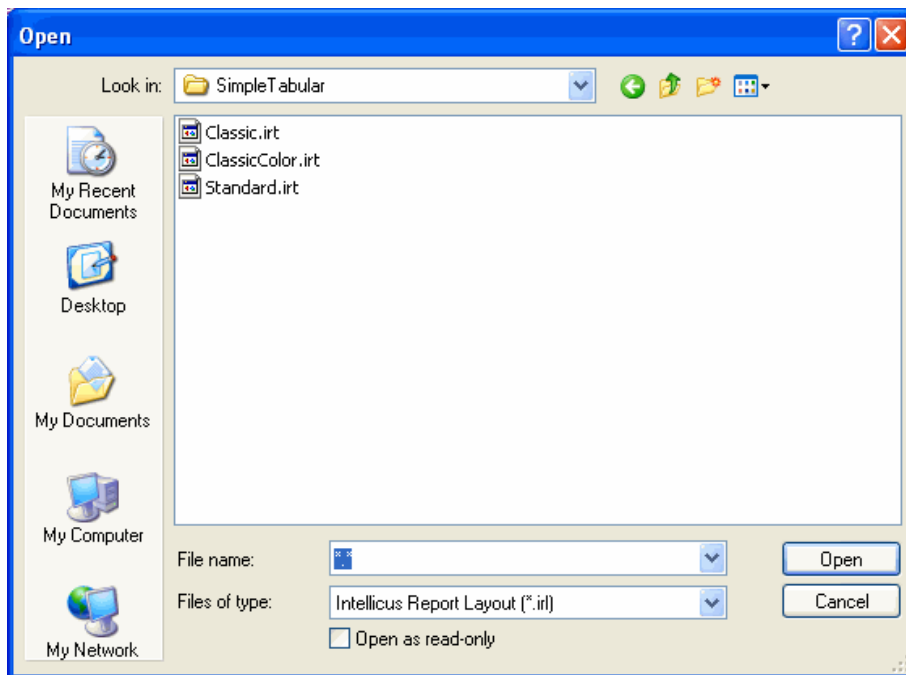 Open
Look in:
SimpleTabular
Classic.irt
ClassicColor.irt
Standard.irt
My Recent
Documents
Desktop
My Documents
My Computer
My Network
File name:
*.*
Open
Files of type:
Intellicus Report Layout (*.irl)
Cancel
Open as read-only